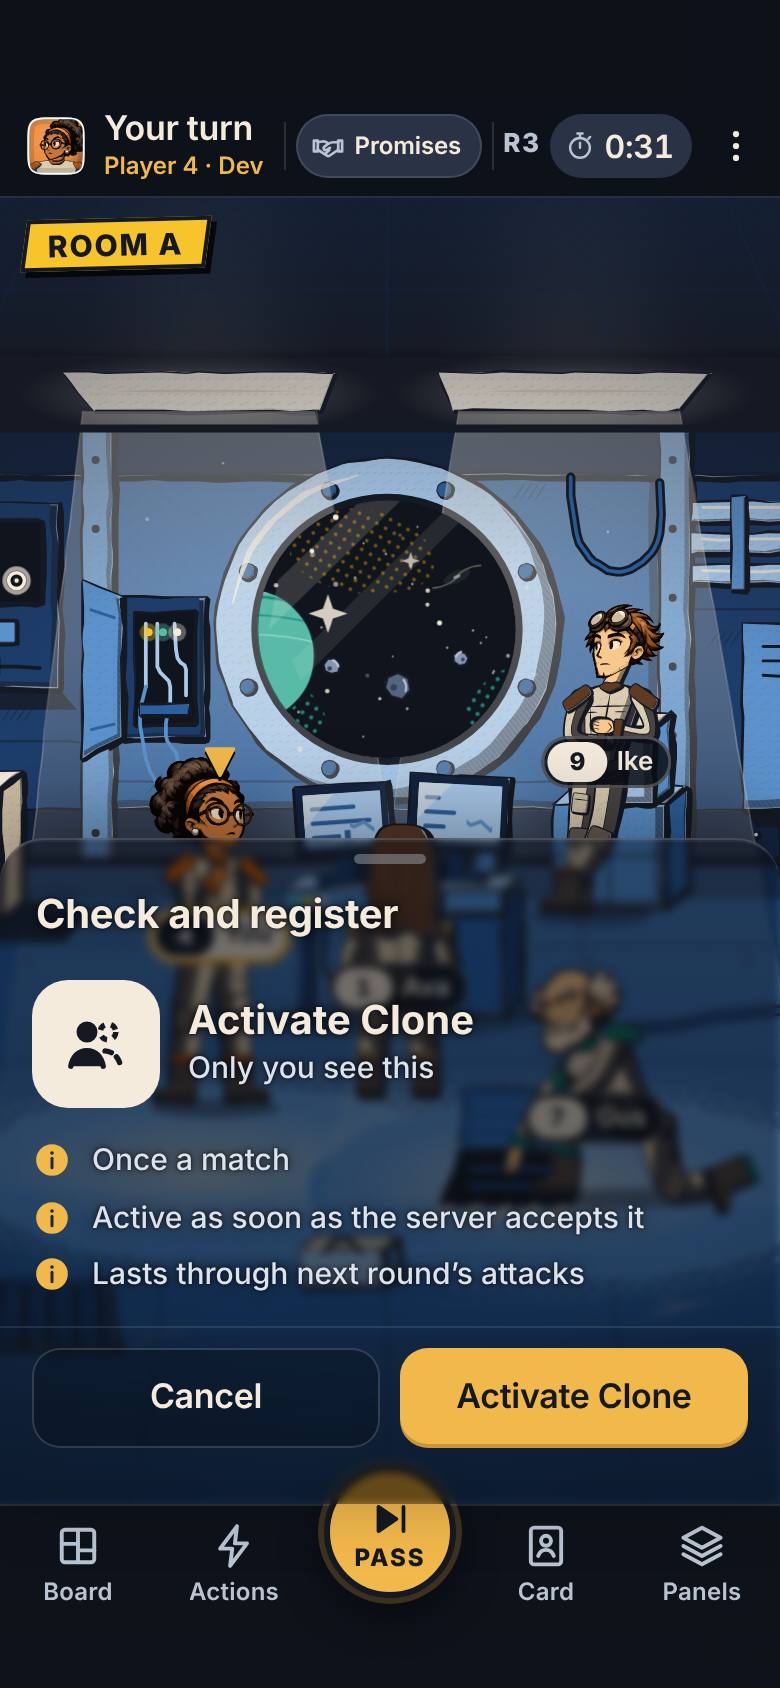 Your turn
Player 4 · Dev
Promises
R3
0:31
ROOM A
9 Ike
Check and register
Activate Clone
Only you see this
Once a match
Active as soon as the server accepts it
Lasts through next round’s attacks
Cancel
Activate Clone
PASS
Board
Actions
Card
Panels